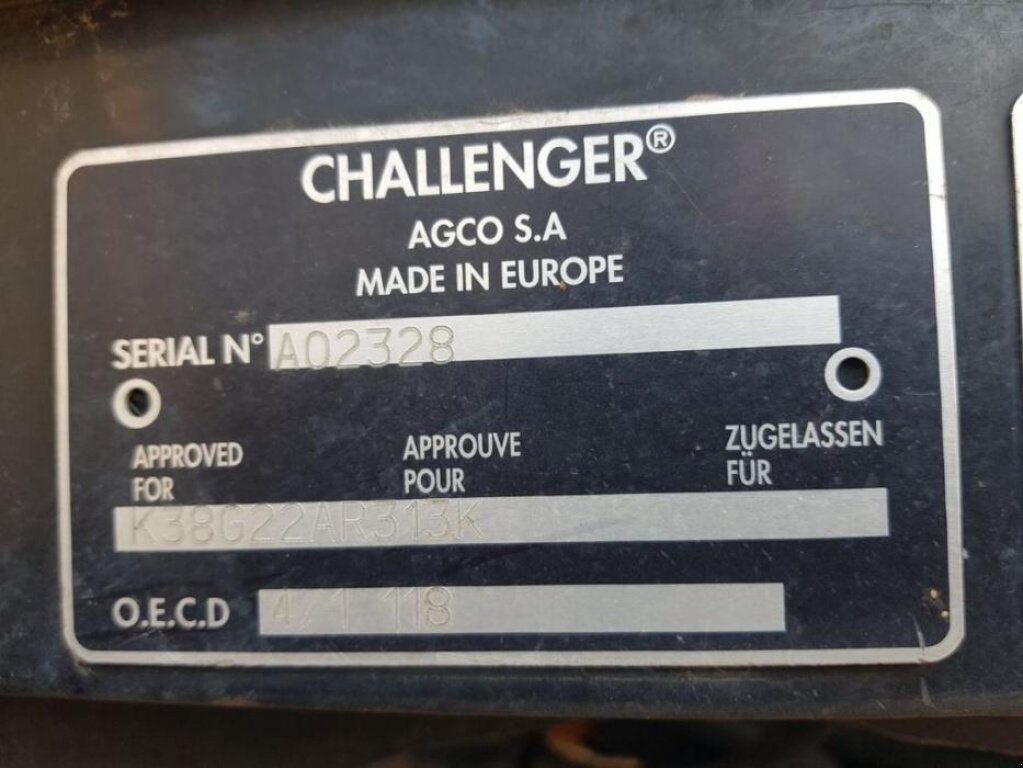 CHALLENGER®
AGCO S.A
MADE IN EUROPE
SERIAL N° A02328
APPROVED FOR APPROUVE POUR ZUGELASSEN FÜR
K38G22AR313K
O.E.C.D 4/1 118